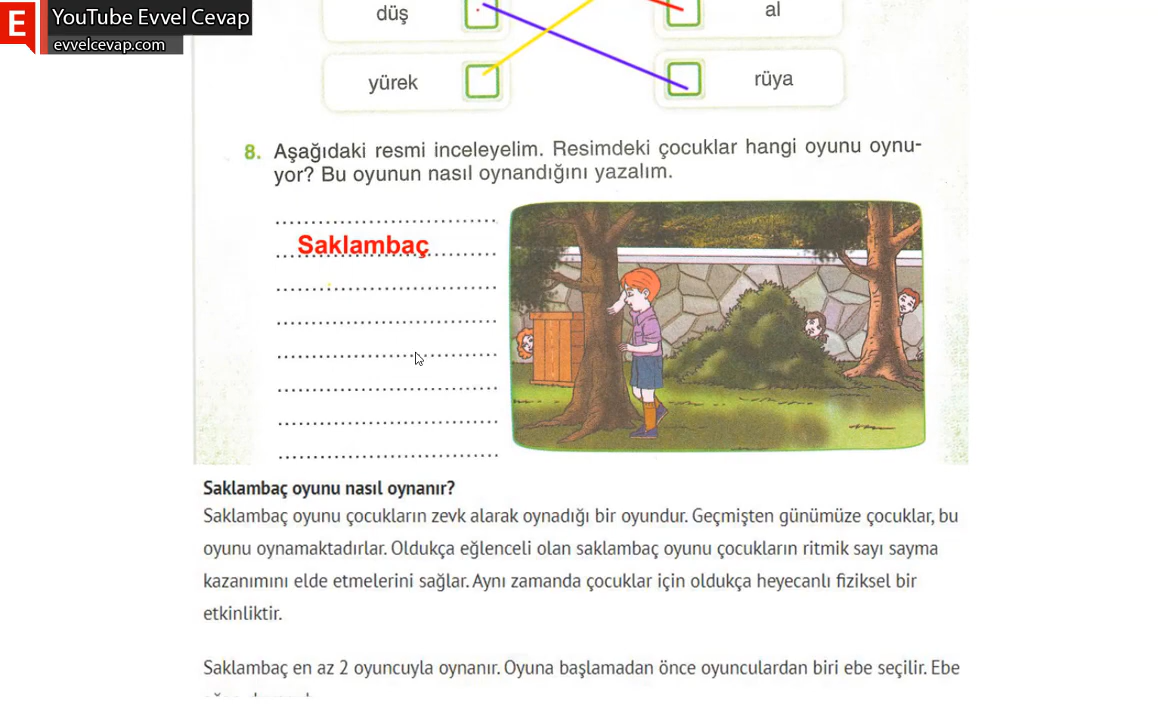 YouTube Evvel Cevap
evvelcevap.com
düş
al
yürek
rüya
8. Aşağıdaki resmi inceleyelim. Resimdeki çocuklar hangi oyunu oynu-
yor? Bu oyunun nasıl oynandığını yazalım.
Saklambaç
Saklambaç oyunu nasıl oynanır?
Saklambaç oyunu çocukların zevk alarak oynadığı bir oyundur. Geçmişten günümüze çocuklar, bu
oyunu oynamaktadırlar. Oldukça eğlenceli olan saklambaç oyunu çocukların ritmik sayı sayma
kazanımını elde etmelerini sağlar. Aynı zamanda çocuklar için oldukça heyecanlı fiziksel bir
etkinliktir.
Saklambaç en az 2 oyuncuyla oynanır. Oyuna başlamadan önce oyunculardan biri ebe seçilir. Ebe